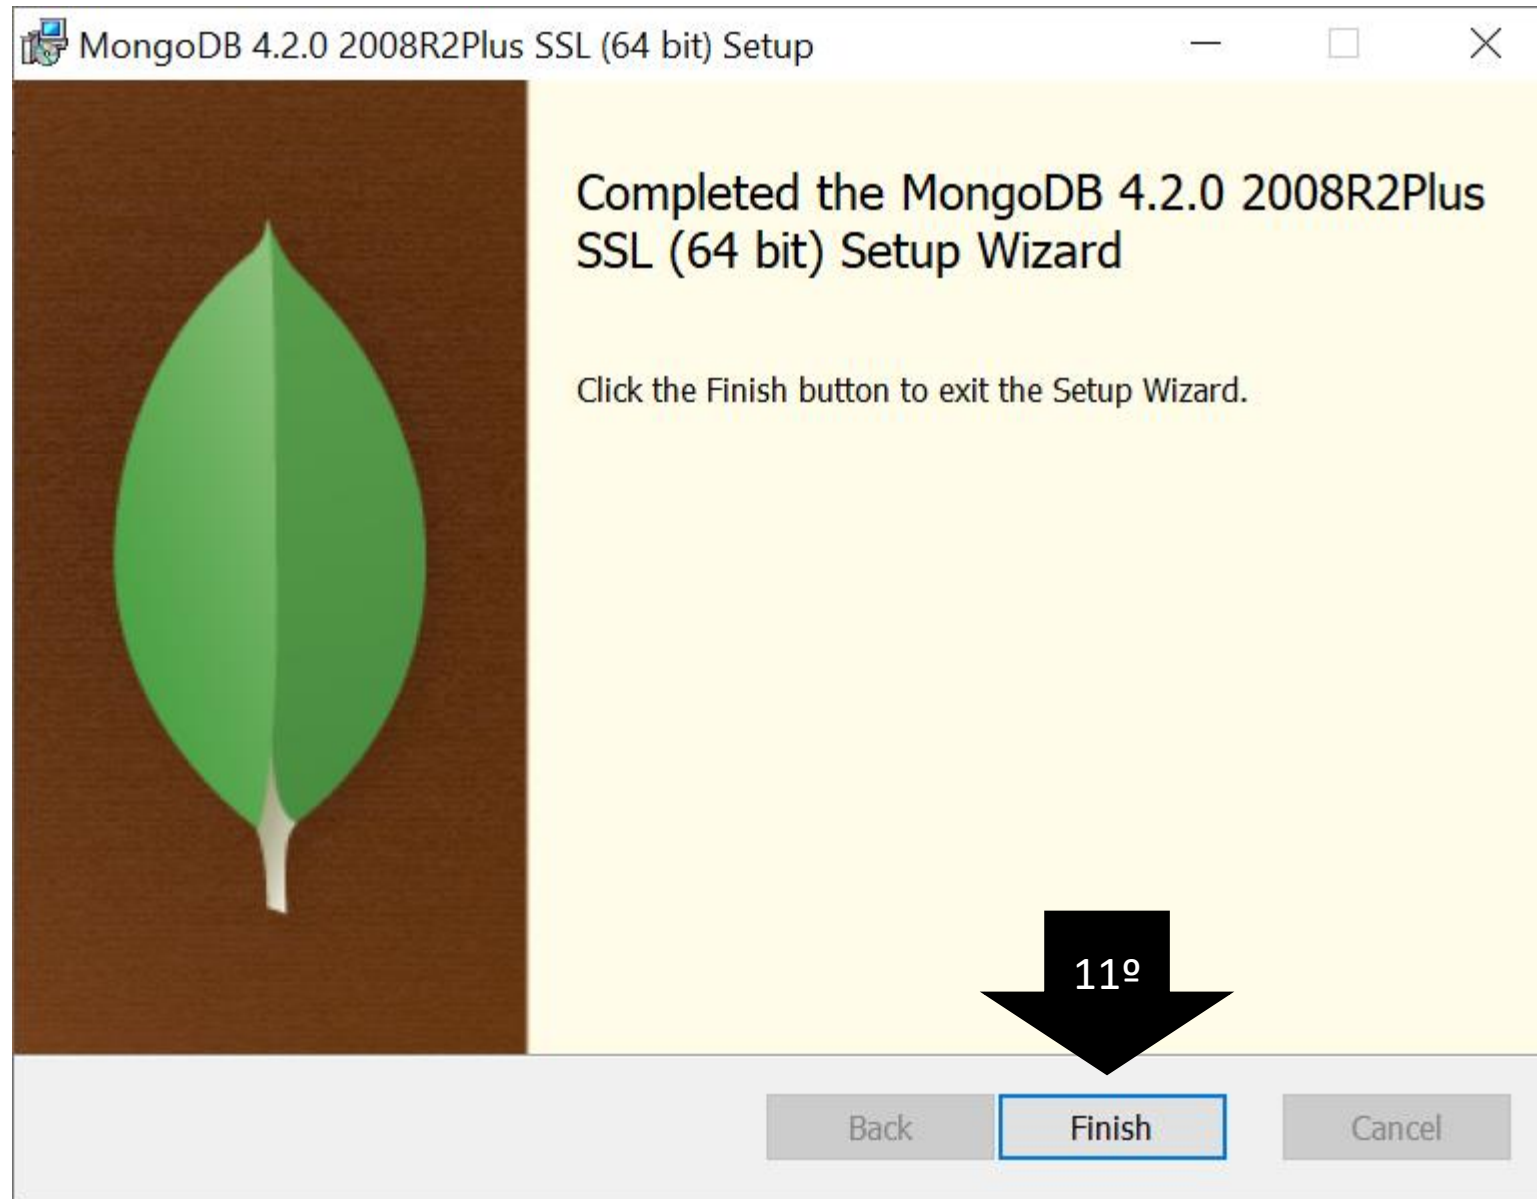 MongoDB 4.2.0 2008R2Plus SSL (64 bit) Setup
Completed the MongoDB 4.2.0 2008R2Plus
SSL (64 bit) Setup Wizard
Click the Finish button to exit the Setup Wizard.
11º
Back Finish Cancel